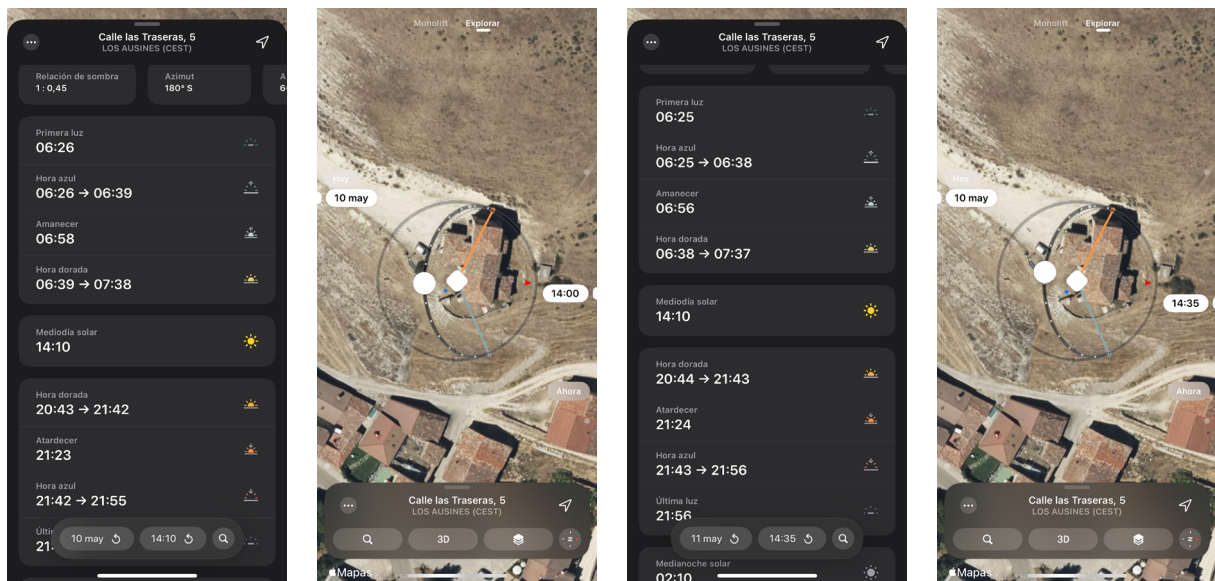 Calle las Traseras, 5
LOS AUSINES (CEST)
Relación de sombra
1 : 0,45
Azimut
180° S
Primera luz
06:26
Hora azul
06:26 → 06:39
Amanecer
06:58
Hora dorada
06:39 → 07:38
Mediodía solar
14:10
Hora dorada
20:43 → 21:42
Atardecer
21:23
Hora azul
21:42 → 21:55
10 may
14:10
Monolitt
Explorar
Hoy
10 may
14:00
Ahora
Calle las Traseras, 5
LOS AUSINES (CEST)
3D
Z
Mapas
Calle las Traseras, 5
LOS AUSINES (CEST)
Primera luz
06:25
Hora azul
06:25 → 06:38
Amanecer
06:56
Hora dorada
06:38 → 07:37
Mediodía solar
14:10
Hora dorada
20:44 → 21:43
Atardecer
21:24
Hora azul
21:43 → 21:56
Última luz
21:56
11 may
14:35
Medianoche solar
02:10
Monolitt
Explorar
Hoy
10 may
14:35
Ahora
Calle las Traseras, 5
LOS AUSINES (CEST)
3D
Z
Mapas